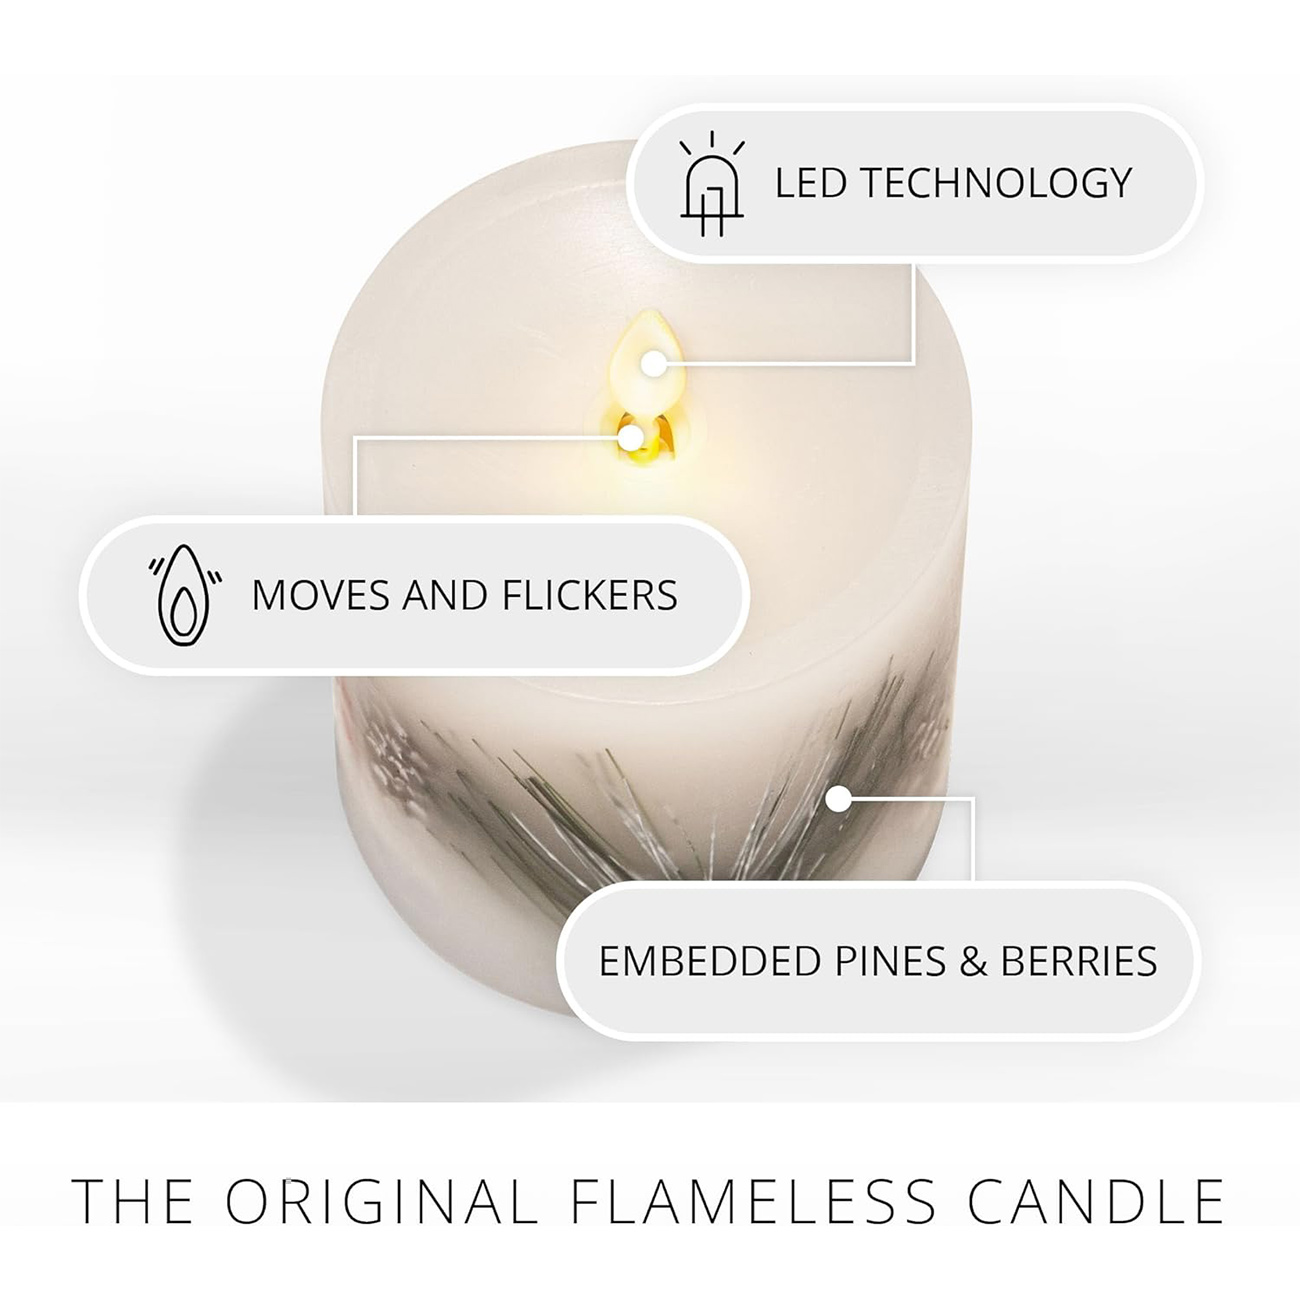 LED TECHNOLOGY
MOVES AND FLICKERS
EMBEDDED PINES & BERRIES
THE ORIGINAL FLAMELESS CANDLE